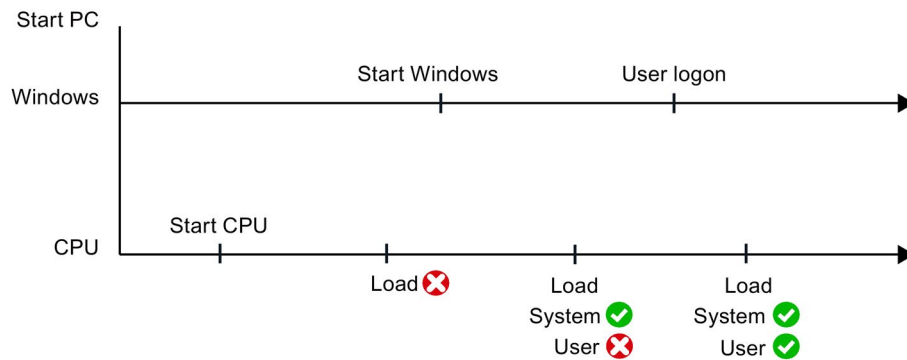 Start PC
Start Windows
User logon
Windows
Start CPU
CPU
Load
Load
Load
System
System
User
User